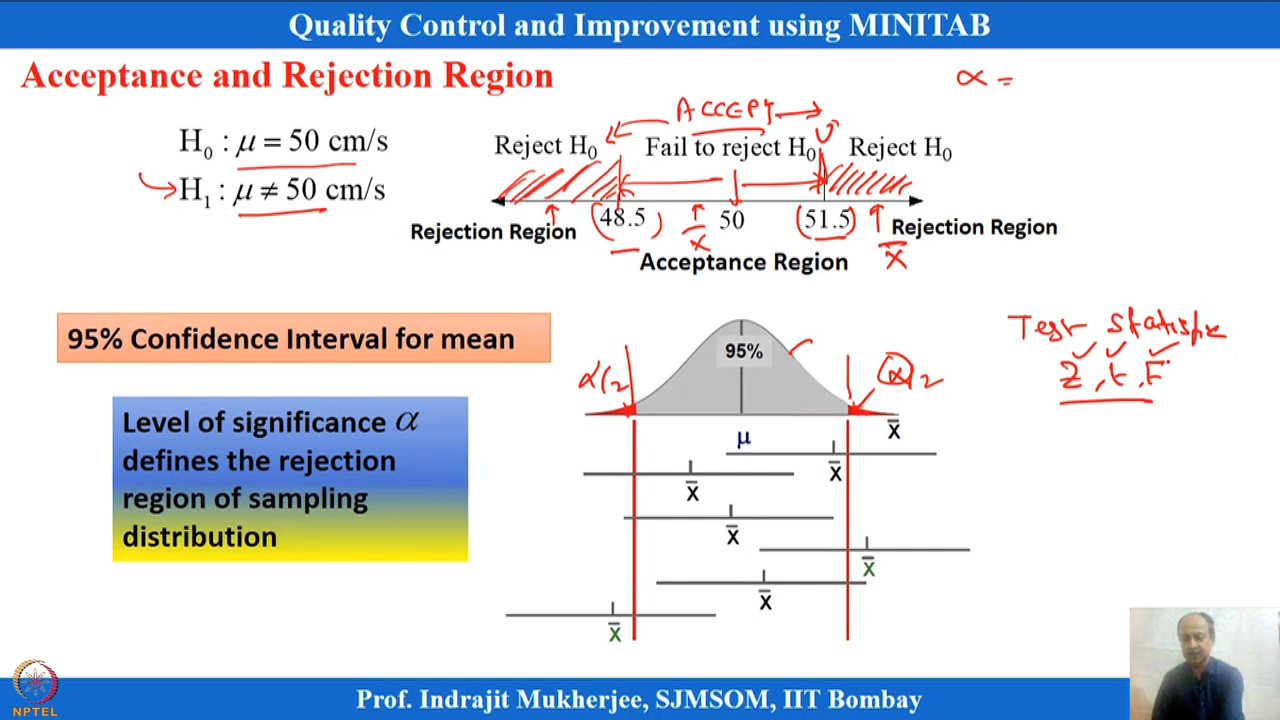 Quality Control and Improvement using MINITAB
Acceptance and Rejection Region
α =
H₀ : μ = 50 cm/s
H₁ : μ ≠ 50 cm/s
ACCEPT
Reject H₀ Fail to reject H₀ Reject H₀
(48.5) 50 (51.5)
x̄ x̄
Rejection Region Acceptance Region Rejection Region
95% Confidence Interval for mean
Level of significance α
defines the rejection
region of sampling
distribution
95%
α/2 α/2
μ
X̄
X̄
X̄
X̄
X̄
X̄
X̄
Test Statistic
Z, t, F
NPTEL
Prof. Indrajit Mukherjee, SJMSOM, IIT Bombay